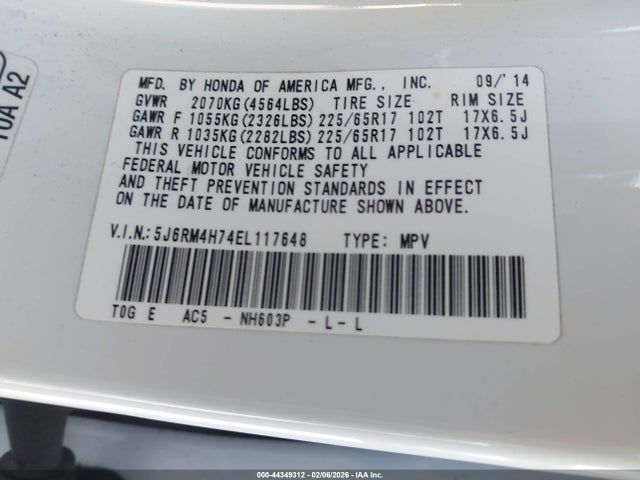 MFD. BY HONDA OF AMERICA MFG., INC. 09/'14
GVWR 2070KG(4564LBS) TIRE SIZE RIM SIZE
GAWR F 1055KG(2326LBS) 225/65R17 102T 17X6.5J
GAWR R 1035KG(2282LBS) 225/65R17 102T 17X6.5J
THIS VEHICLE CONFORMS TO ALL APPLICABLE
FEDERAL MOTOR VEHICLE SAFETY
AND THEFT PREVENTION STANDARDS IN EFFECT
ON THE DATE OF MANUFACTURE SHOWN ABOVE.
V.I.N.: 5J6RM4H74EL117648 TYPE: MPV
T0G E AC5 - NH603P - L - L
T0A A2
000-44349312 - 02/06/2026 - IAA, Inc.